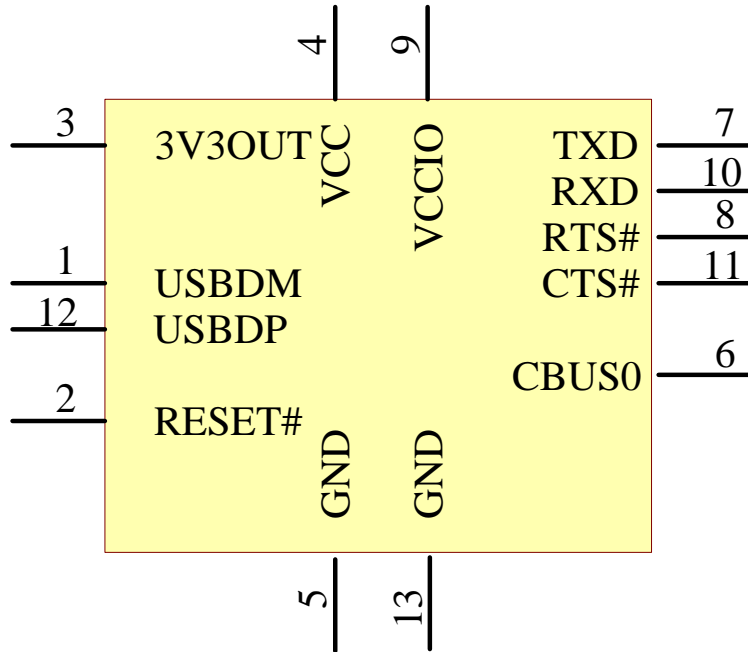 4 9
3 3V3OUT VCC VCCIO TXD 7
RXD 10
RTS# 8
1 USBDM CTS# 11
12 USBDP
CBUS0 6
2 RESET# GND GND
5 13